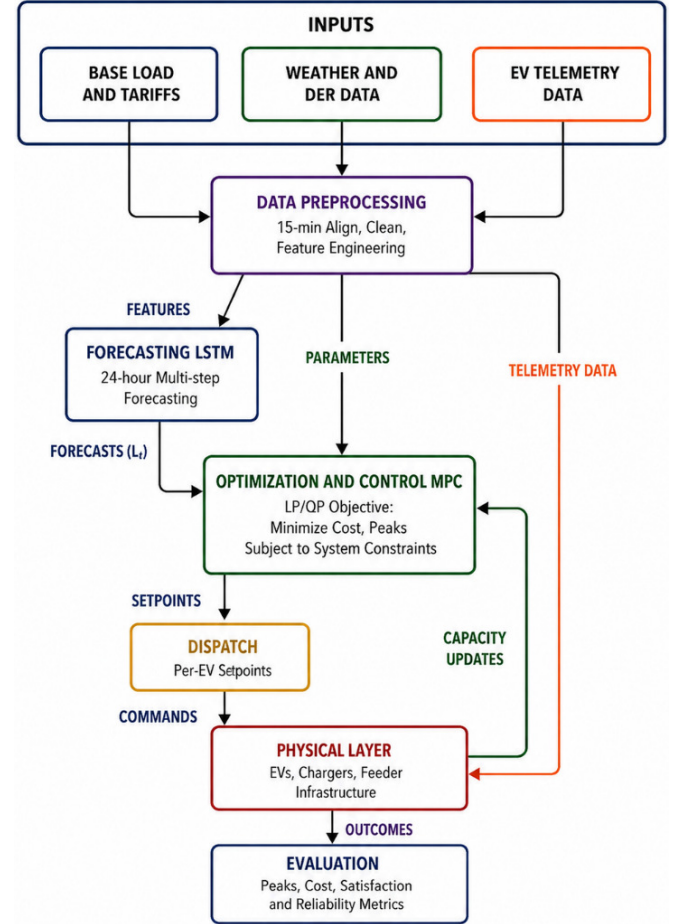 INPUTS
BASE LOAD
AND TARIFFS
WEATHER AND
DER DATA
EV TELEMETRY
DATA
DATA PREPROCESSING
15-min Align, Clean,
Feature Engineering
FEATURES
FORECASTING LSTM
24-hour Multi-step
Forecasting
PARAMETERS
TELEMETRY DATA
FORECASTS (Lₜ)
OPTIMIZATION AND CONTROL MPC
LP/QP Objective:
Minimize Cost, Peaks
Subject to System Constraints
SETPOINTS
DISPATCH
Per-EV Setpoints
CAPACITY
UPDATES
COMMANDS
PHYSICAL LAYER
EVs, Chargers, Feeder
Infrastructure
OUTCOMES
EVALUATION
Peaks, Cost, Satisfaction
and Reliability Metrics